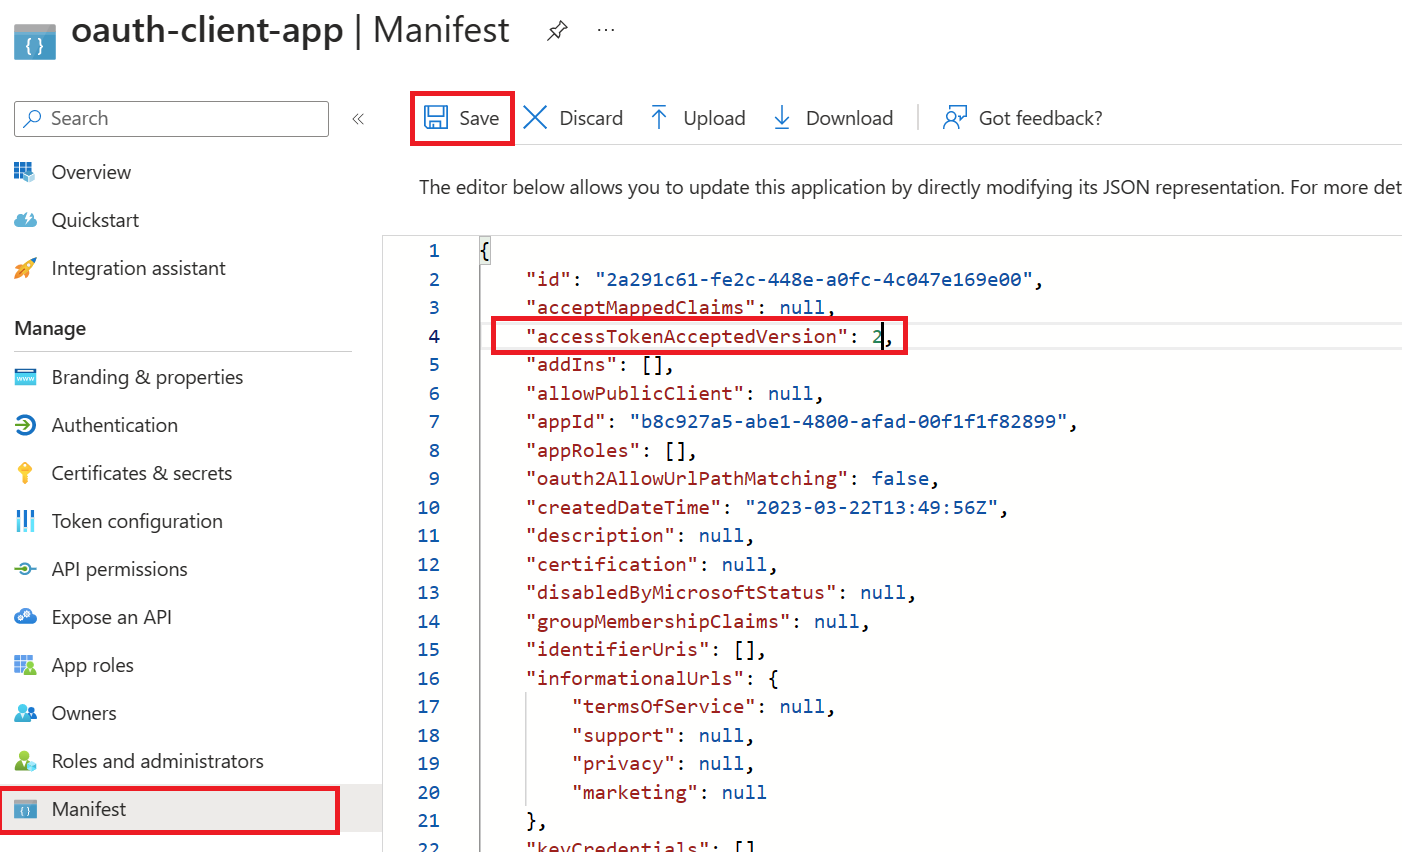 oauth-client-app | Manifest ...
Search «
Overview
Quickstart
Integration assistant
Manage
Branding & properties
Authentication
Certificates & secrets
Token configuration
API permissions
Expose an API
App roles
Owners
Roles and administrators
Manifest
Save Discard Upload Download Got feedback?
The editor below allows you to update this application by directly modifying its JSON representation. For more det
1 {
2 "id": "2a291c61-fe2c-448e-a0fc-4c047e169e00",
3 "acceptMappedClaims": null,
4 "accessTokenAcceptedVersion": 2,
5 "addIns": [],
6 "allowPublicClient": null,
7 "appId": "b8c927a5-abe1-4800-afad-00f1f1f82899",
8 "appRoles": [],
9 "oauth2AllowUrlPathMatching": false,
10 "createdDateTime": "2023-03-22T13:49:56Z",
11 "description": null,
12 "certification": null,
13 "disabledByMicrosoftStatus": null,
14 "groupMembershipClaims": null,
15 "identifierUris": [],
16 "informationalUrls": {
17 "termsOfService": null,
18 "support": null,
19 "privacy": null,
20 "marketing": null
21 },
22 "keyCredentials": []